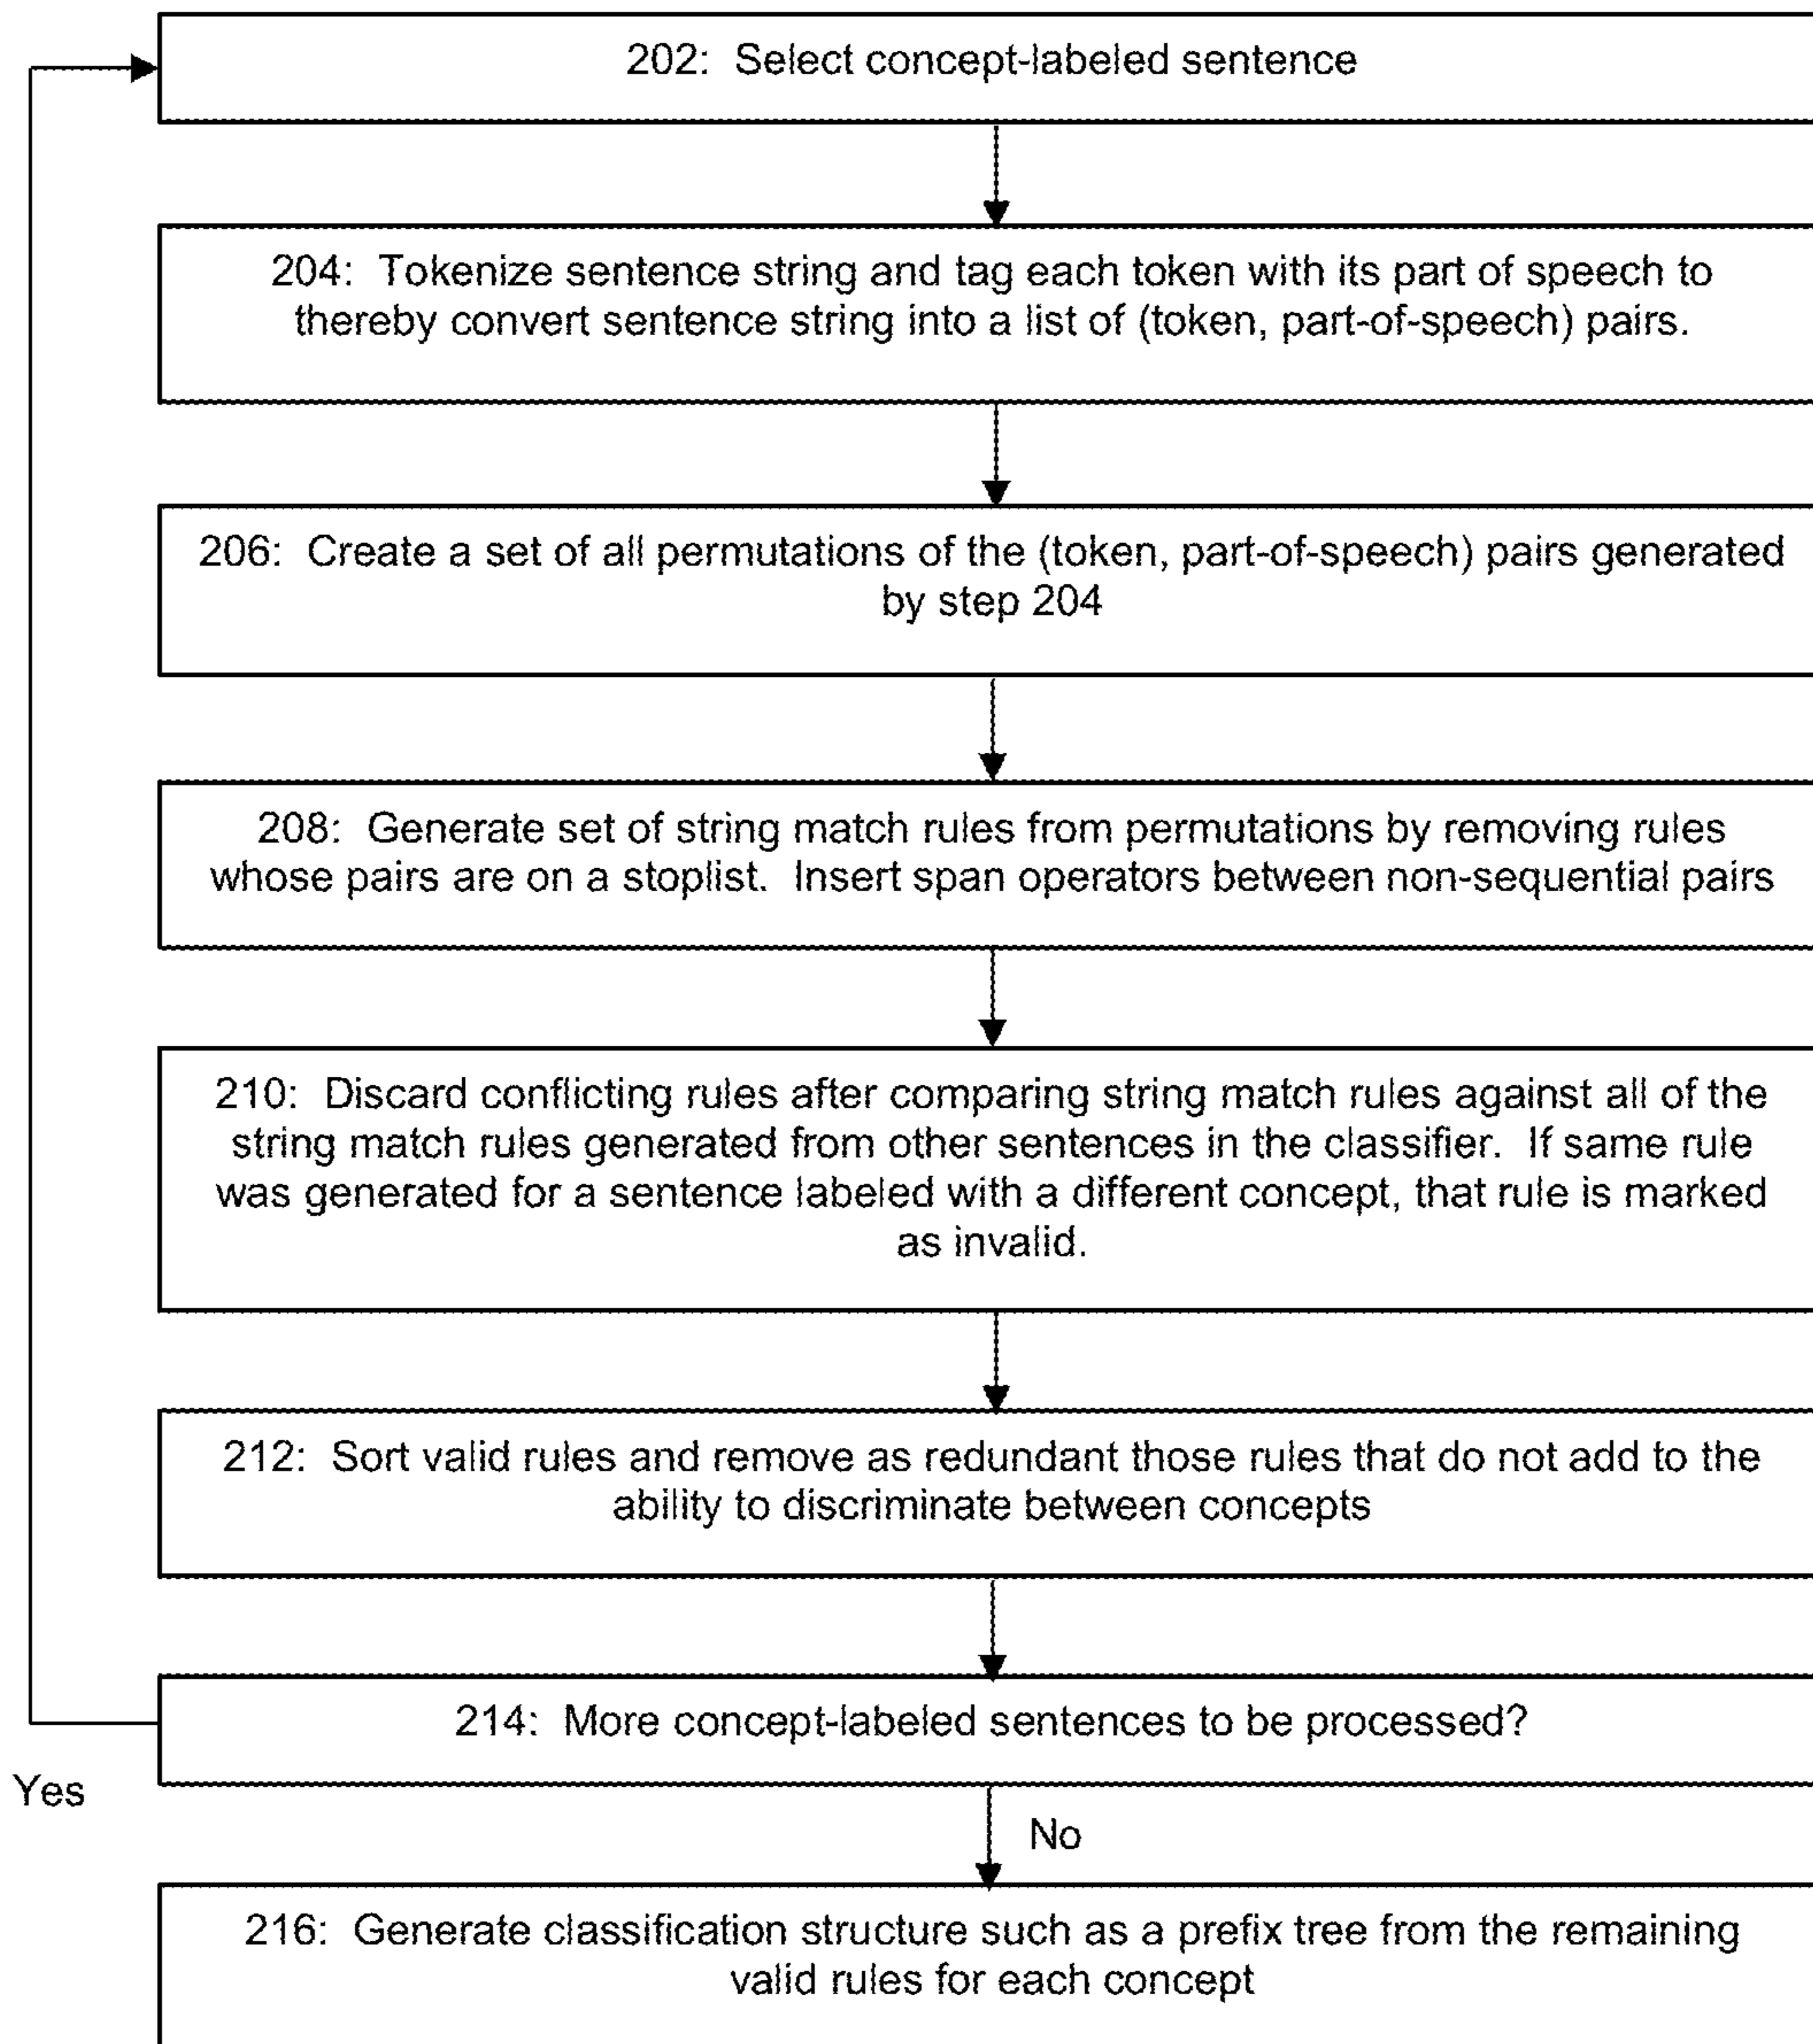 202: Select concept-labeled sentence
204: Tokenize sentence string and tag each token with its part of speech to
thereby convert sentence string into a list of (token, part-of-speech) pairs.
206: Create a set of all permutations of the (token, part-of-speech) pairs generated
by step 204
208: Generate set of string match rules from permutations by removing rules
whose pairs are on a stoplist. Insert span operators between non-sequential pairs
210: Discard conflicting rules after comparing string match rules against all of the
string match rules generated from other sentences in the classifier. If same rule
was generated for a sentence labeled with a different concept, that rule is marked
as invalid.
212: Sort valid rules and remove as redundant those rules that do not add to the
ability to discriminate between concepts
214: More concept-labeled sentences to be processed?
Yes
No
216: Generate classification structure such as a prefix tree from the remaining
valid rules for each concept